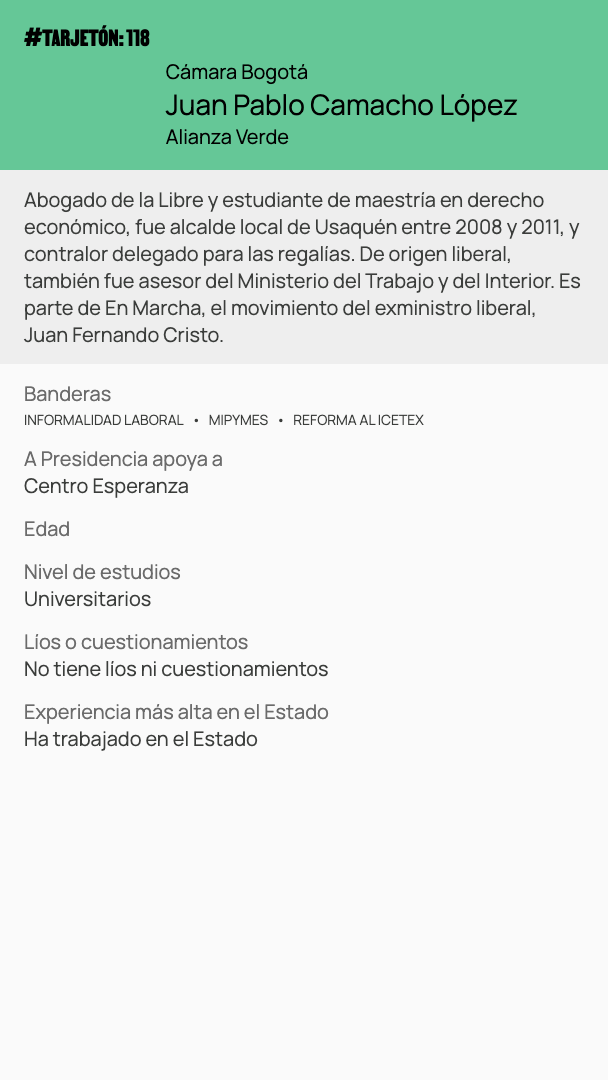 #TARJETÓN: 118
Cámara Bogotá
Juan Pablo Camacho López
Alianza Verde
Abogado de la Libre y estudiante de maestría en derecho
económico, fue alcalde local de Usaquén entre 2008 y 2011, y
contralor delegado para las regalías. De origen liberal,
también fue asesor del Ministerio del Trabajo y del Interior. Es
parte de En Marcha, el movimiento del exministro liberal,
Juan Fernando Cristo.
Banderas
INFORMALIDAD LABORAL • MIPYMES • REFORMA AL ICETEX
A Presidencia apoya a
Centro Esperanza
Edad
Nivel de estudios
Universitarios
Líos o cuestionamientos
No tiene líos ni cuestionamientos
Experiencia más alta en el Estado
Ha trabajado en el Estado